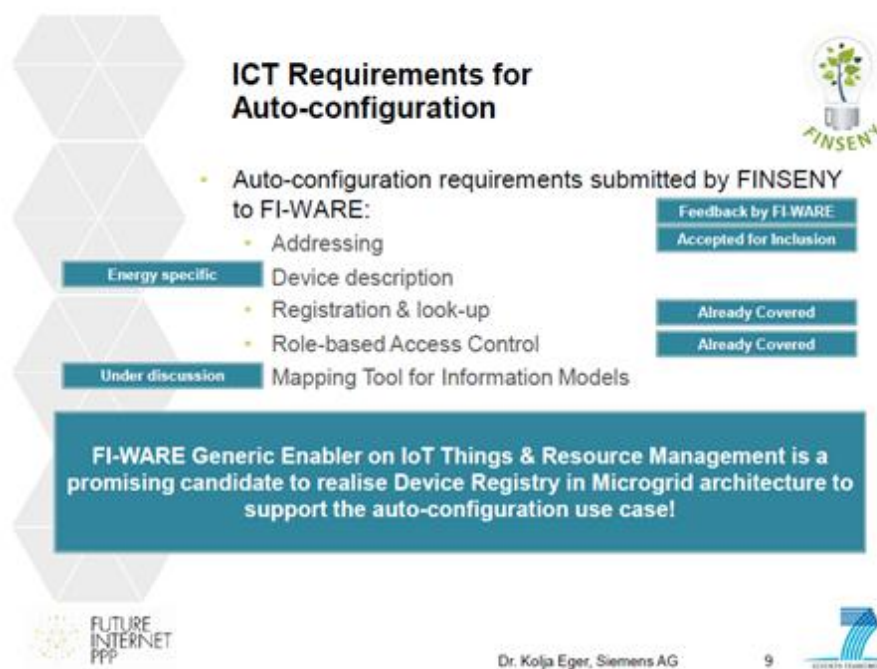 ICT Requirements for
Auto-configuration
FINSENY
Auto-configuration requirements submitted by FINSENY
to FI-WARE:
Feedback by FI-WARE
Addressing
Accepted for Inclusion
Energy specific
Device description
Registration & look-up
Already Covered
Role-based Access Control
Already Covered
Under discussion
Mapping Tool for Information Models
FI-WARE Generic Enabler on IoT Things & Resource Management is a
promising candidate to realise Device Registry in Microgrid architecture to
support the auto-configuration use case!
FUTURE
INTERNET
PPP
Dr. Kolja Eger, Siemens AG
9
7